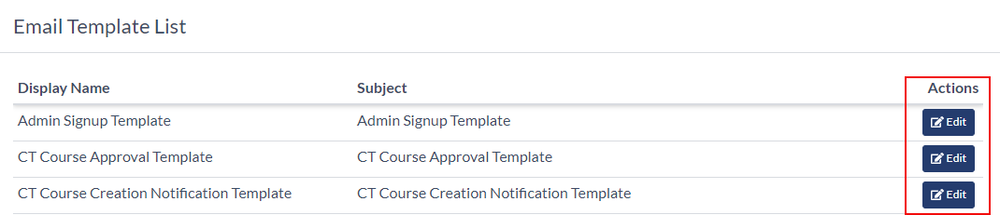 Email Template List
Display Name Subject Actions
Admin Signup Template Admin Signup Template Edit
CT Course Approval Template CT Course Approval Template Edit
CT Course Creation Notification Template CT Course Creation Notification Template Edit